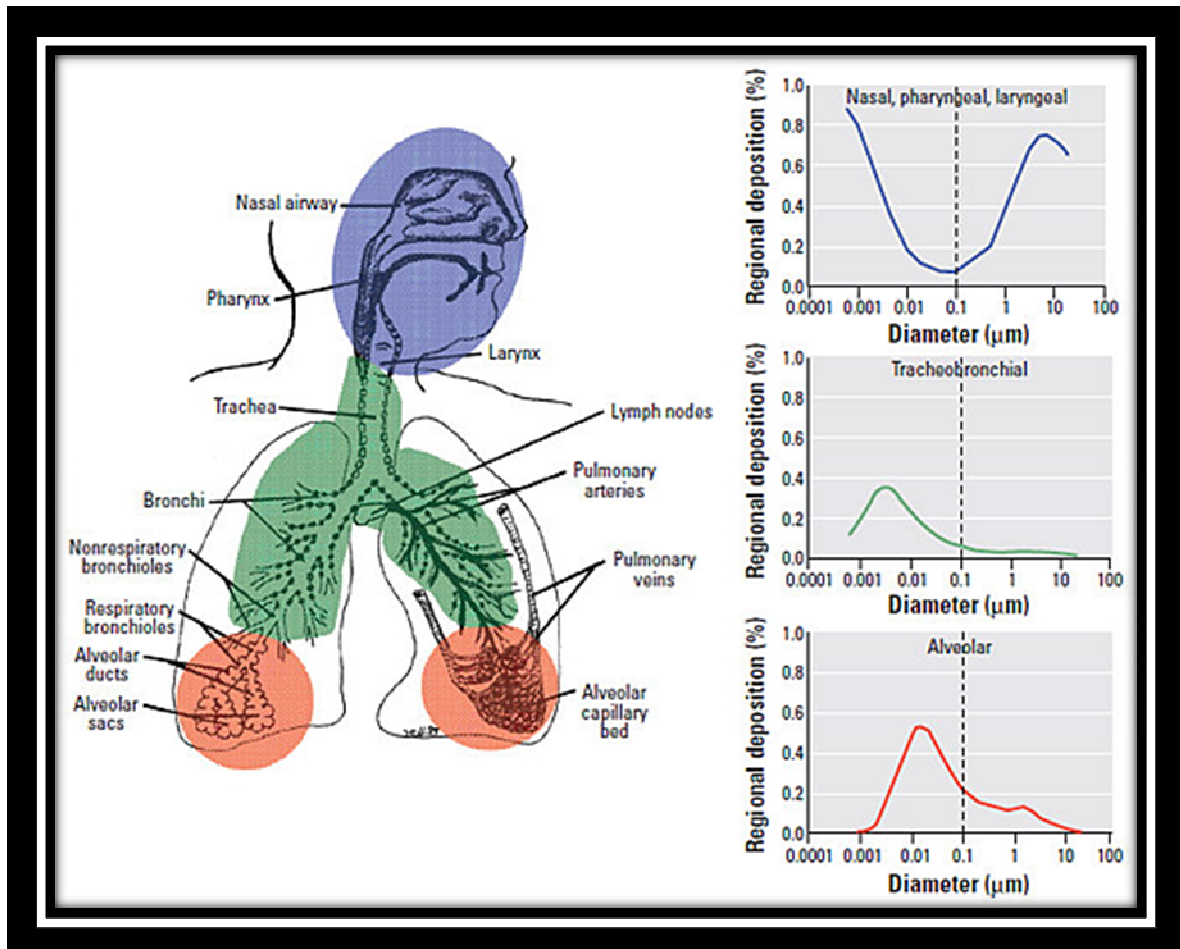 Nasal airway
Pharynx
Larynx
Trachea
Lymph nodes
Pulmonary
arteries
Bronchi
Nonrespiratory
bronchioles
Pulmonary
veins
Respiratory
bronchioles
Alveolar
ducts
Alveolar
sacs
Alveolar
capillary
bed
Regional deposition (%)
Nasal, pharyngeal, laryngeal
1.0
0.8
0.6
0.4
0.2
0.0
0.0001 0.001 0.01 0.1 1 10 100
Diameter (μm)
Regional deposition (%)
Tracheobronchial
1.0
0.8
0.6
0.4
0.2
0.0
0.0001 0.001 0.01 0.1 1 10 100
Diameter (μm)
Regional deposition (%)
Alveolar
1.0
0.8
0.6
0.4
0.2
0.0
0.0001 0.001 0.01 0.1 1 10 100
Diameter (μm)